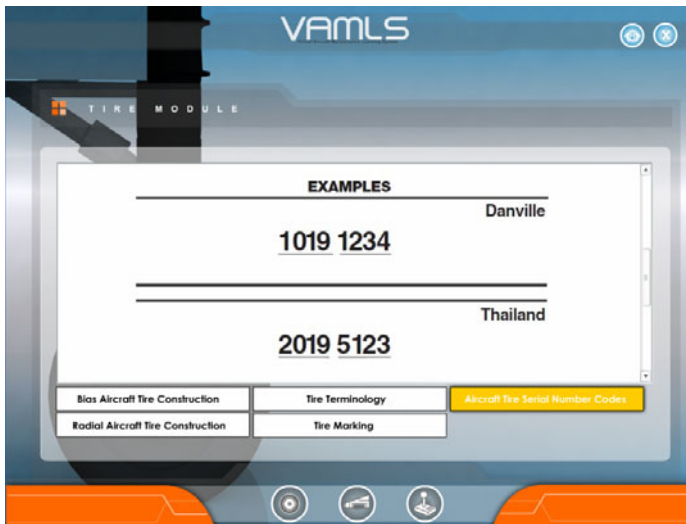 VAMLS
TIRE MODULE
EXAMPLES
Danville
1019 1234
Thailand
2019 5123
Bias Aircraft Tire Construction
Tire Terminology
Aircraft Tire Serial Number Codes
Radial Aircraft Tire Construction
Tire Marking